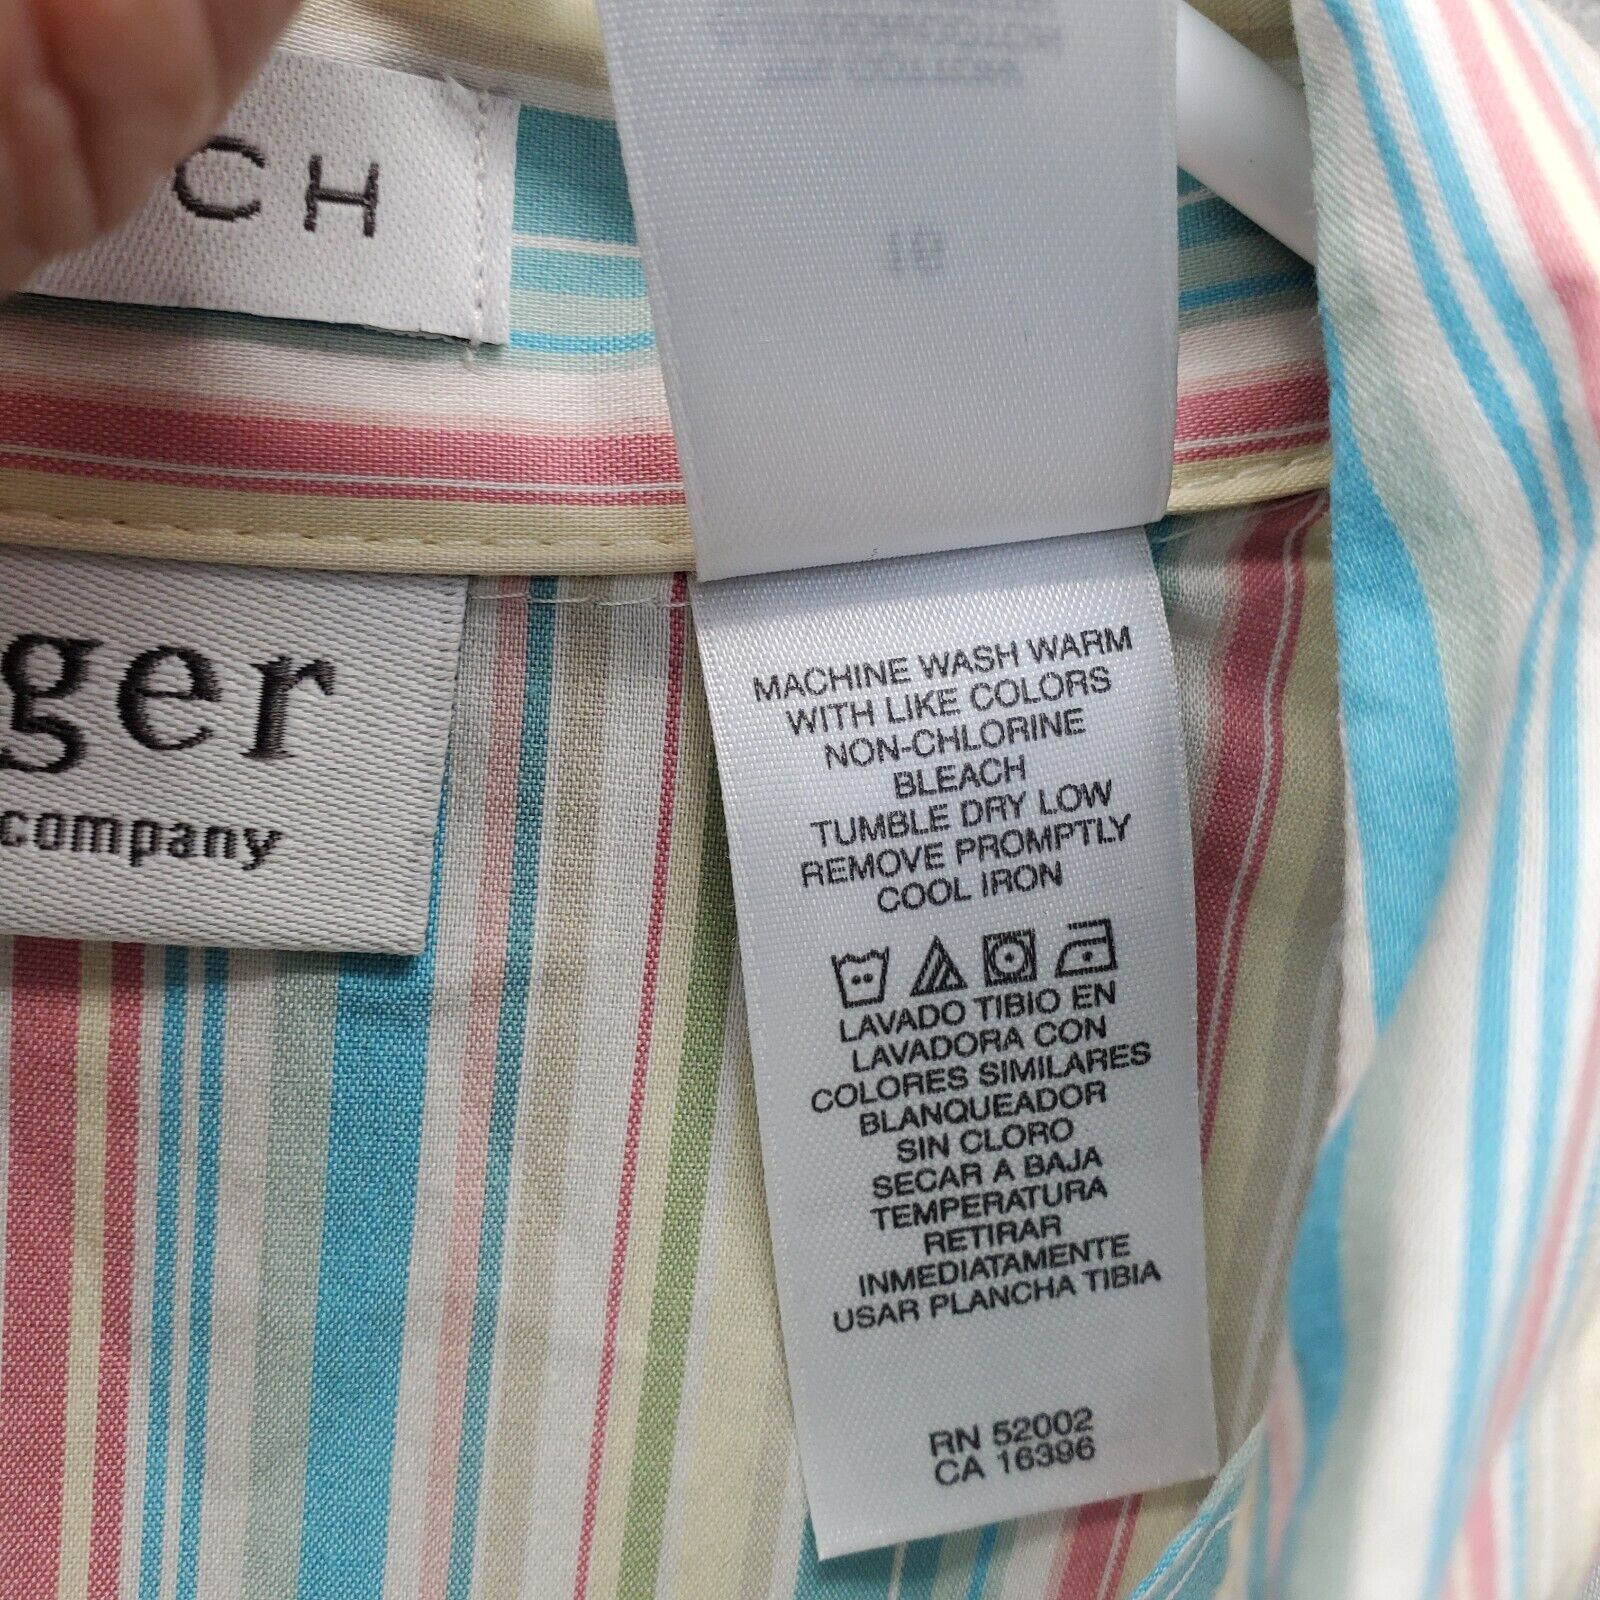 CH
ger
company
MACHINE WASH WARM
WITH LIKE COLORS
NON-CHLORINE
BLEACH
TUMBLE DRY LOW
REMOVE PROMPTLY
COOL IRON
LAVADO TIBIO EN
LAVADORA CON
COLORES SIMILARES
BLANQUEADOR
SIN CLORO
SECAR A BAJA
TEMPERATURA
RETIRAR
INMEDIATAMENTE
USAR PLANCHA TIBIA
RN 52002
CA 16396